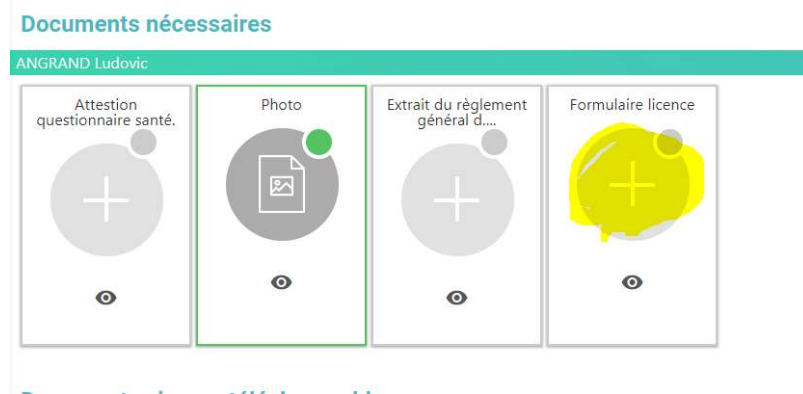 Documents nécessaires
ANGRAND Ludovic
Attestion
questionnaire santé.
Photo
Extrait du règlement
général d....
Formulaire licence